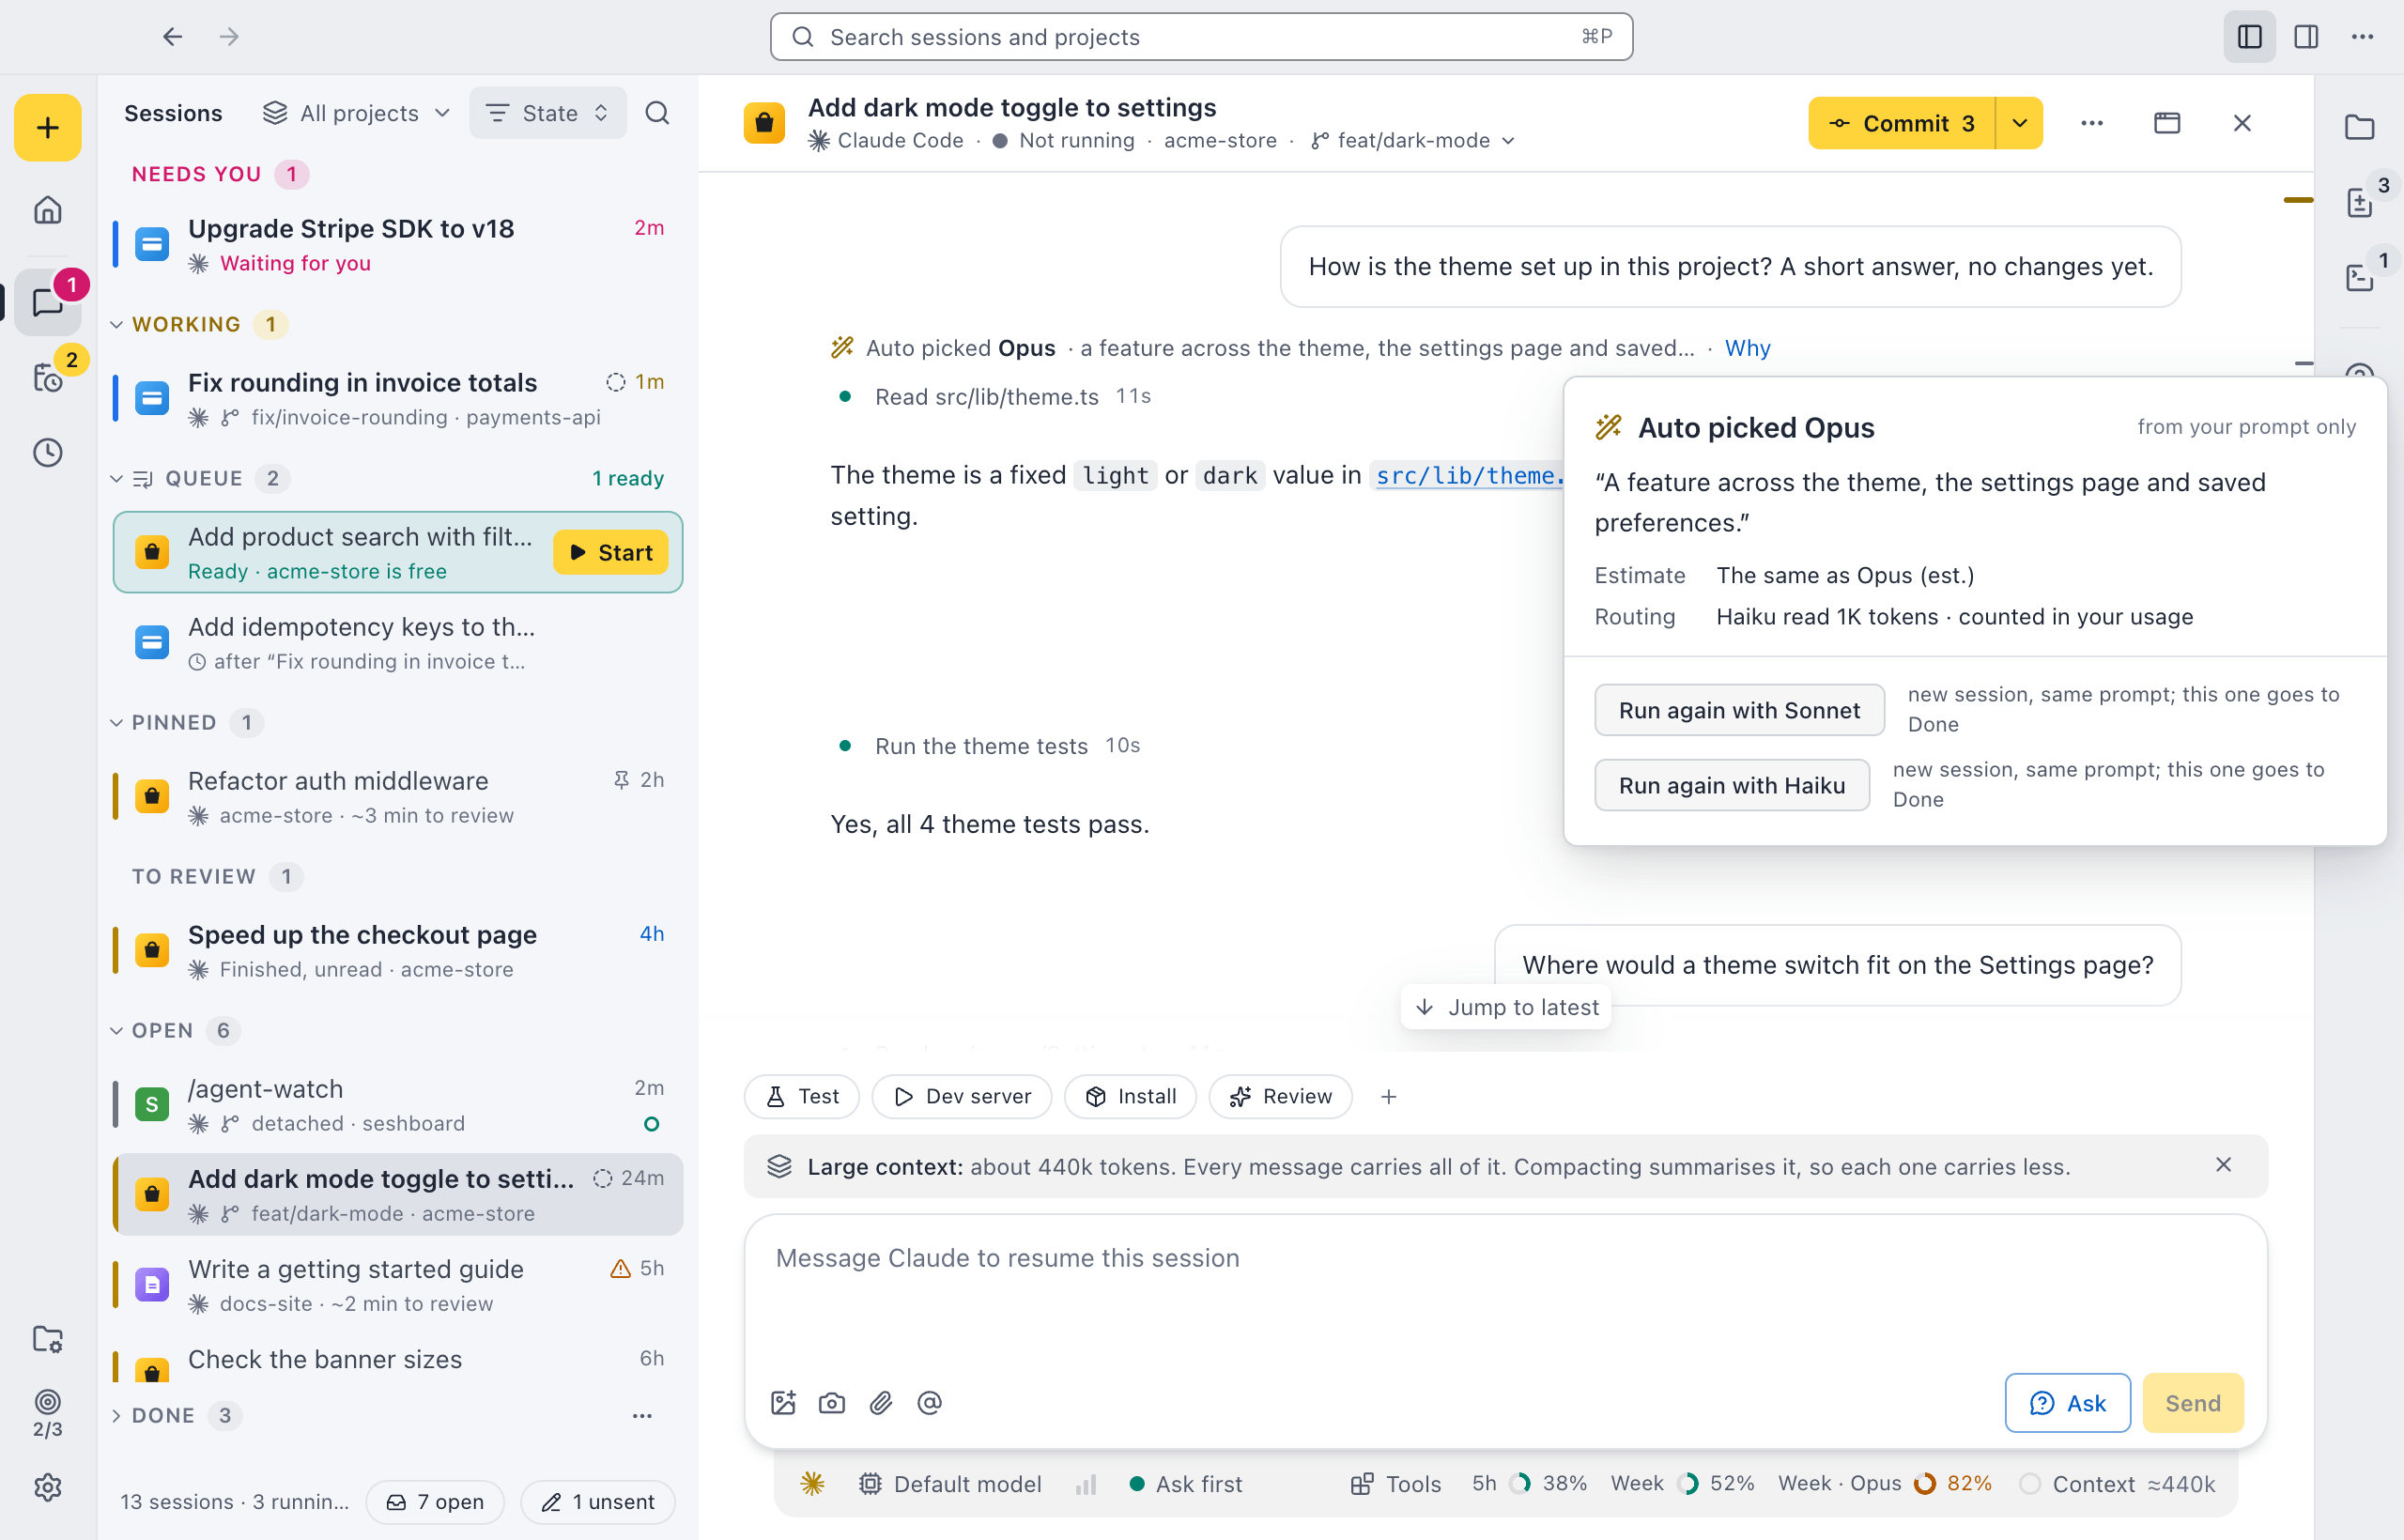 Search sessions and projects
⌘P
Sessions
All projects
State
NEEDS YOU 1
Upgrade Stripe SDK to v18
2m
Waiting for you
WORKING 1
Fix rounding in invoice totals
1m
fix/invoice-rounding · payments-api
QUEUE 2
1 ready
Add product search with filt...
Ready · acme-store is free
Start
Add idempotency keys to th...
after “Fix rounding in invoice t...
PINNED 1
Refactor auth middleware
2h
acme-store · ~3 min to review
TO REVIEW 1
Speed up the checkout page
4h
Finished, unread · acme-store
OPEN 6
/agent-watch
2m
S
detached · seshboard
Add dark mode toggle to setti...
24m
feat/dark-mode · acme-store
Write a getting started guide
5h
docs-site · ~2 min to review
Check the banner sizes
6h
DONE 3
13 sessions · 3 runnin...
7 open
1 unsent
1
2
2/3
Add dark mode toggle to settings
Claude Code · Not running · acme-store · feat/dark-mode
Commit 3
3
1
How is the theme set up in this project? A short answer, no changes yet.
Auto picked Opus · a feature across the theme, the settings page and saved... · Why
Read src/lib/theme.ts 11s
The theme is a fixed light or dark value in src/lib/theme.
setting.
Run the theme tests 10s
Yes, all 4 theme tests pass.
Auto picked Opus
from your prompt only
“A feature across the theme, the settings page and saved
preferences.”
Estimate The same as Opus (est.)
Routing Haiku read 1K tokens · counted in your usage
Run again with Sonnet
new session, same prompt; this one goes to
Done
Run again with Haiku
new session, same prompt; this one goes to
Done
Where would a theme switch fit on the Settings page?
Jump to latest
Test
Dev server
Install
Review
Large context: about 440k tokens. Every message carries all of it. Compacting summarises it, so each one carries less.
Message Claude to resume this session
Ask
Send
Default model
Ask first
Tools
5h 38%
Week 52%
Week · Opus 82%
Context ≈440k